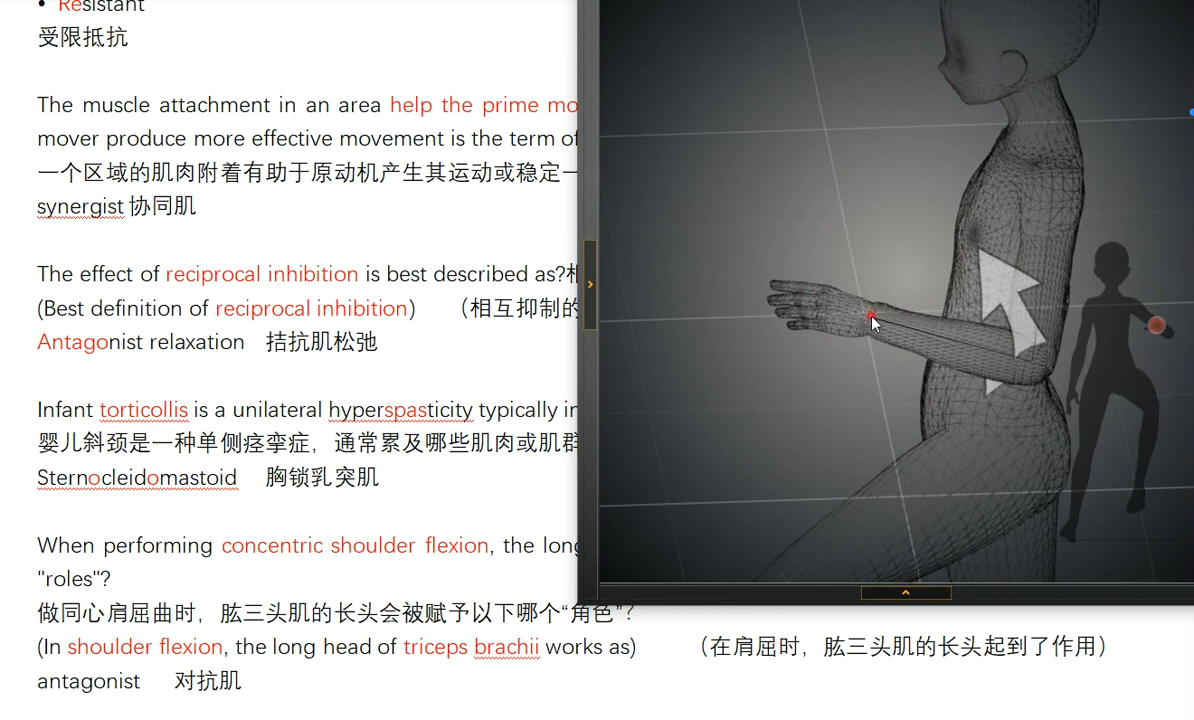 • Resistant
受限抵抗
The muscle attachment in an area help the prime mo
mover produce more effective movement is the term of
一个区域的肌肉附着有助于原动机产生其运动或稳定一
synergist 协同肌
The effect of reciprocal inhibition is best described as?相
(Best definition of reciprocal inhibition) （相互抑制的
Antagonist relaxation 拮抗肌松弛
Infant torticollis is a unilateral hyperspasticity typically in
婴儿斜颈是一种单侧痉挛症，通常累及哪些肌肉或肌群
Sternocleidomastoid 胸锁乳突肌
When performing concentric shoulder flexion, the long
"roles"?
做同心肩屈曲时，肱三头肌的长头会被赋予以下哪个“角色”?
(In shoulder flexion, the long head of triceps brachii works as) （在肩屈时，肱三头肌的长头起到了作用）
antagonist 对抗肌